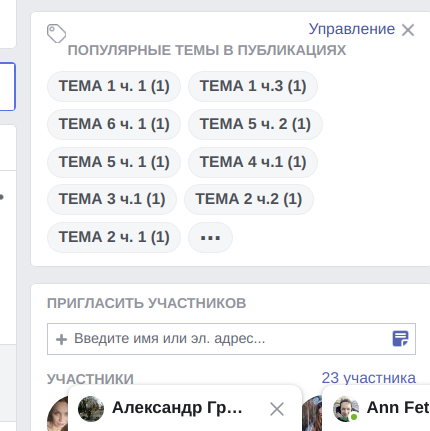 Управление
ПОПУЛЯРНЫЕ ТЕМЫ В ПУБЛИКАЦИЯХ
ТЕМА 1 ч. 1 (1) ТЕМА 1 ч.3 (1)
ТЕМА 6 ч. 1 (1) ТЕМА 5 ч. 2 (1)
ТЕМА 5 ч. 1 (1) ТЕМА 4 ч.1 (1)
ТЕМА 3 ч.1 (1) ТЕМА 2 ч.2 (1)
ТЕМА 2 ч. 1 (1) ...
ПРИГЛАСИТЬ УЧАСТНИКОВ
+ Введите имя или эл. адрес...
УЧАСТНИКИ 23 участника
Александр Гр... Ann Fet